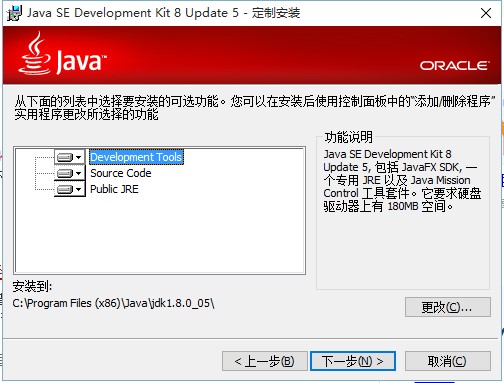 Java SE Development Kit 8 Update 5 - 定制安装
Java™
ORACLE
从下面的列表中选择要安装的可选功能。您可以在安装后使用控制面板中的“添加/删除程序”
实用程序更改所选择的功能
Development Tools
Source Code
Public JRE
功能说明
Java SE Development Kit 8
Update 5, 包括 JavaFX SDK, 一
个专用 JRE 以及 Java Mission
Control 工具套件。它要求硬盘
驱动器上有 180MB 空间。
安装到:
C:\Program Files (x86)\Java\jdk1.8.0_05\
更改(C)...
< 上一步(B)
下一步(N) >
取消(C)